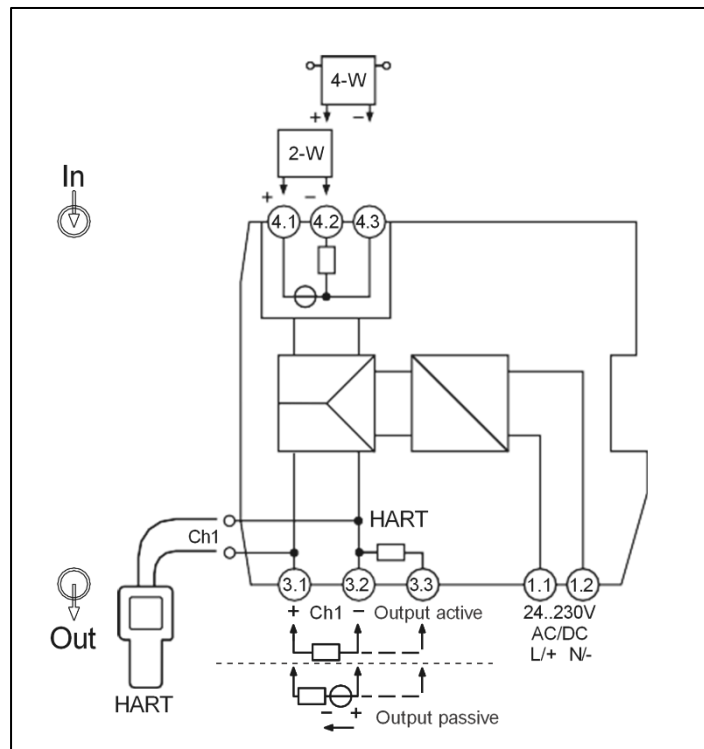 4-W
+ −
2-W
+ −
In
4.1 4.2 4.3
HART
Ch1
3.1 3.2 3.3 1.1 1.2
+ Ch1 − Output active
24..230V
AC/DC
L/+ N/-
Out
HART
− +
Output passive